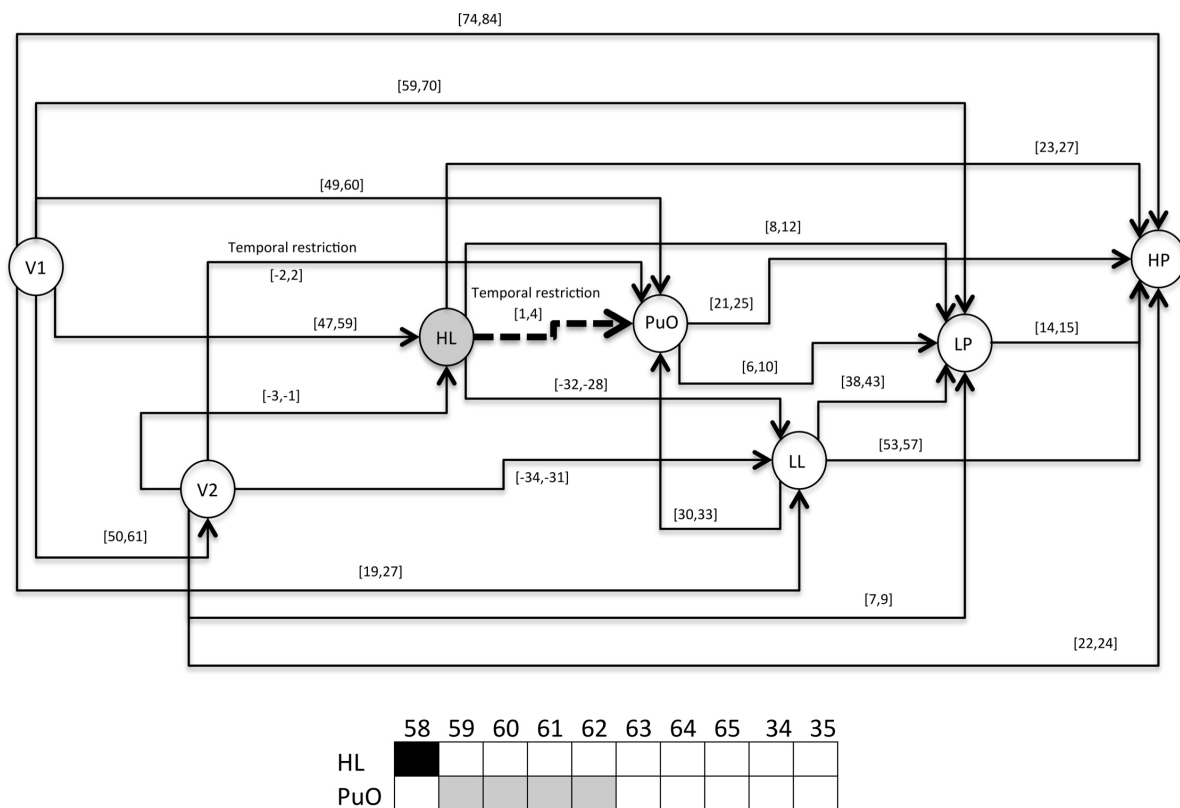 [74,84]
[59,70]
[23,27]
[49,60]
[8,12]
Temporal restriction
[-2,2]
V1
HP
Temporal restriction
[1,4]
[21,25]
PuO
[47,59]
HL
LP
[14,15]
[6,10]
[-32,-28]
[38,43]
[-3,-1]
[53,57]
LL
[-34,-31]
V2
[30,33]
[50,61]
[19,27]
[7,9]
[22,24]
58 59 60 61 62 63 64 65 34 35
HL
PuO